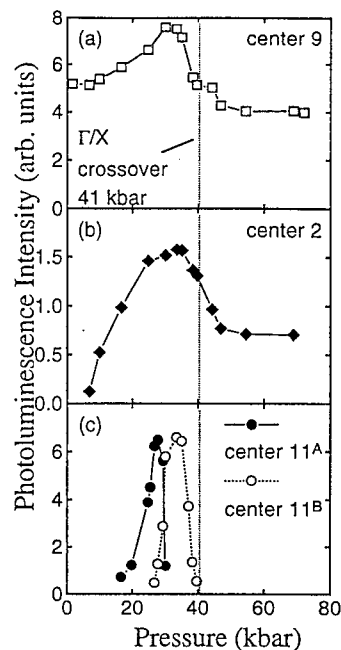 Photoluminescence Intensity (arb. units)
8
(a)
center 9
6
4
Γ/X
crossover
41 kbar
2
0
(b)
center 2
1.5
1.0
0.5
0.0
(c)
center 11A
center 11B
6
4
2
0
0 20 40 60 80
Pressure (kbar)